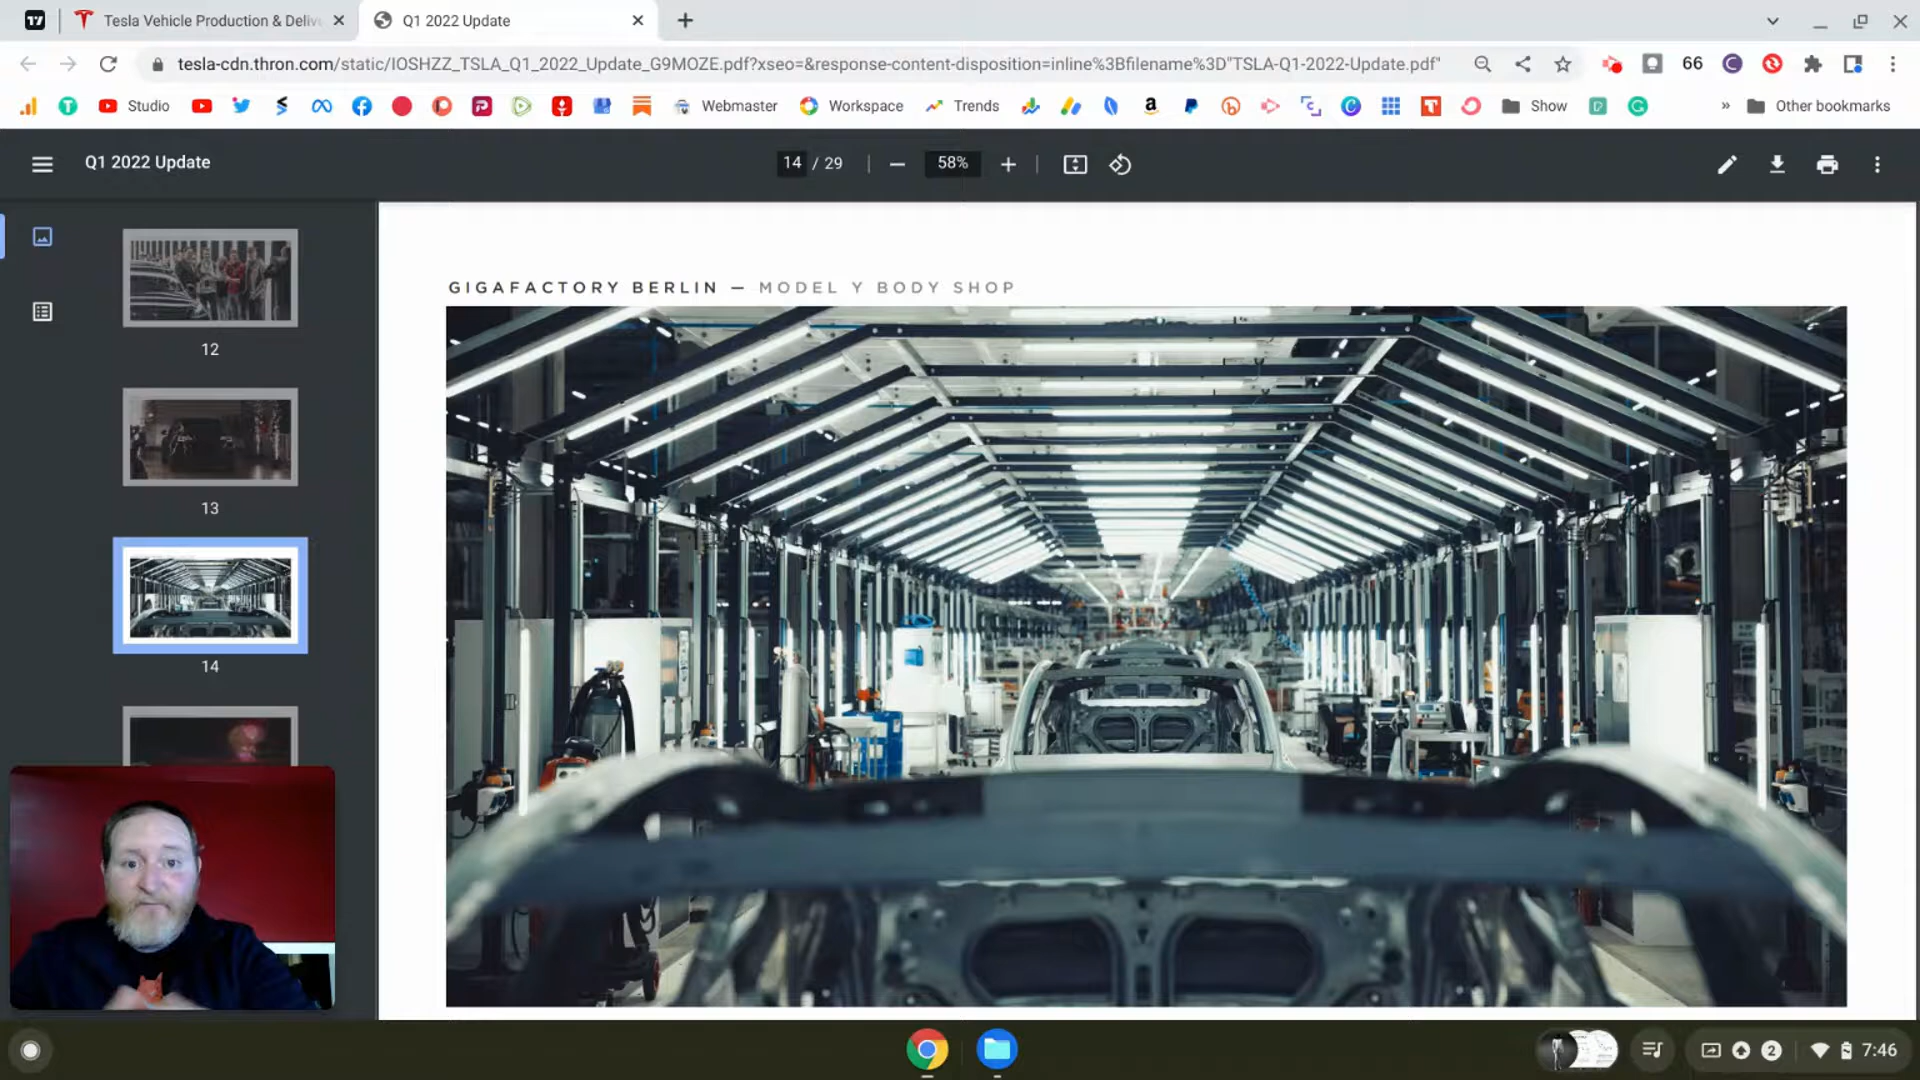 Tesla Vehicle Production & Deliv
Q1 2022 Update
tesla-cdn.thron.com/static/IOSHZZ_TSLA_Q1_2022_Update_G9MOZE.pdf?xseo=&response-content-disposition=inline%3Bfilename%3D"TSLA-Q1-2022-Update.pdf"
66
Studio
Webmaster
Workspace
Trends
Show
»
Other bookmarks
Q1 2022 Update
14 / 29
58%
12
13
14
GIGAFACTORY BERLIN — MODEL Y BODY SHOP
2
7:46